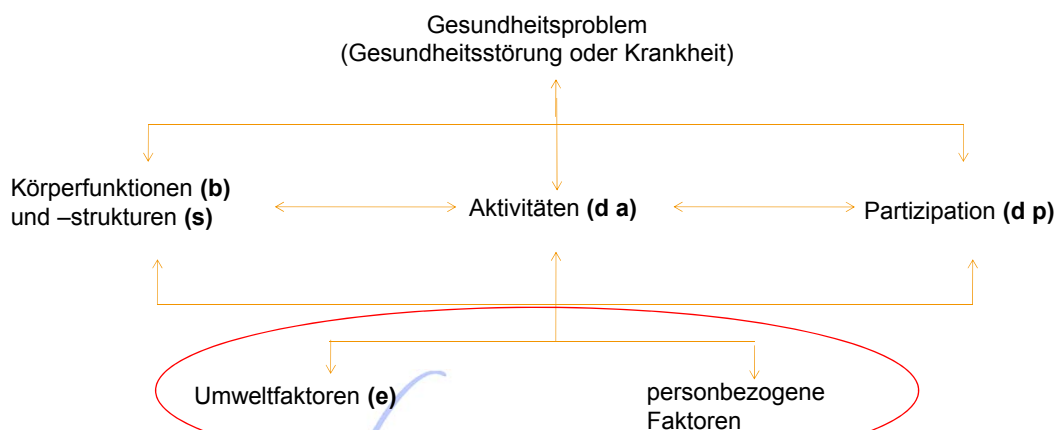 Gesundheitsproblem
(Gesundheitsstörung oder Krankheit)
Körperfunktionen (b)
und –strukturen (s)
Aktivitäten (d a)
Partizipation (d p)
Umweltfaktoren (e)
personbezogene
Faktoren